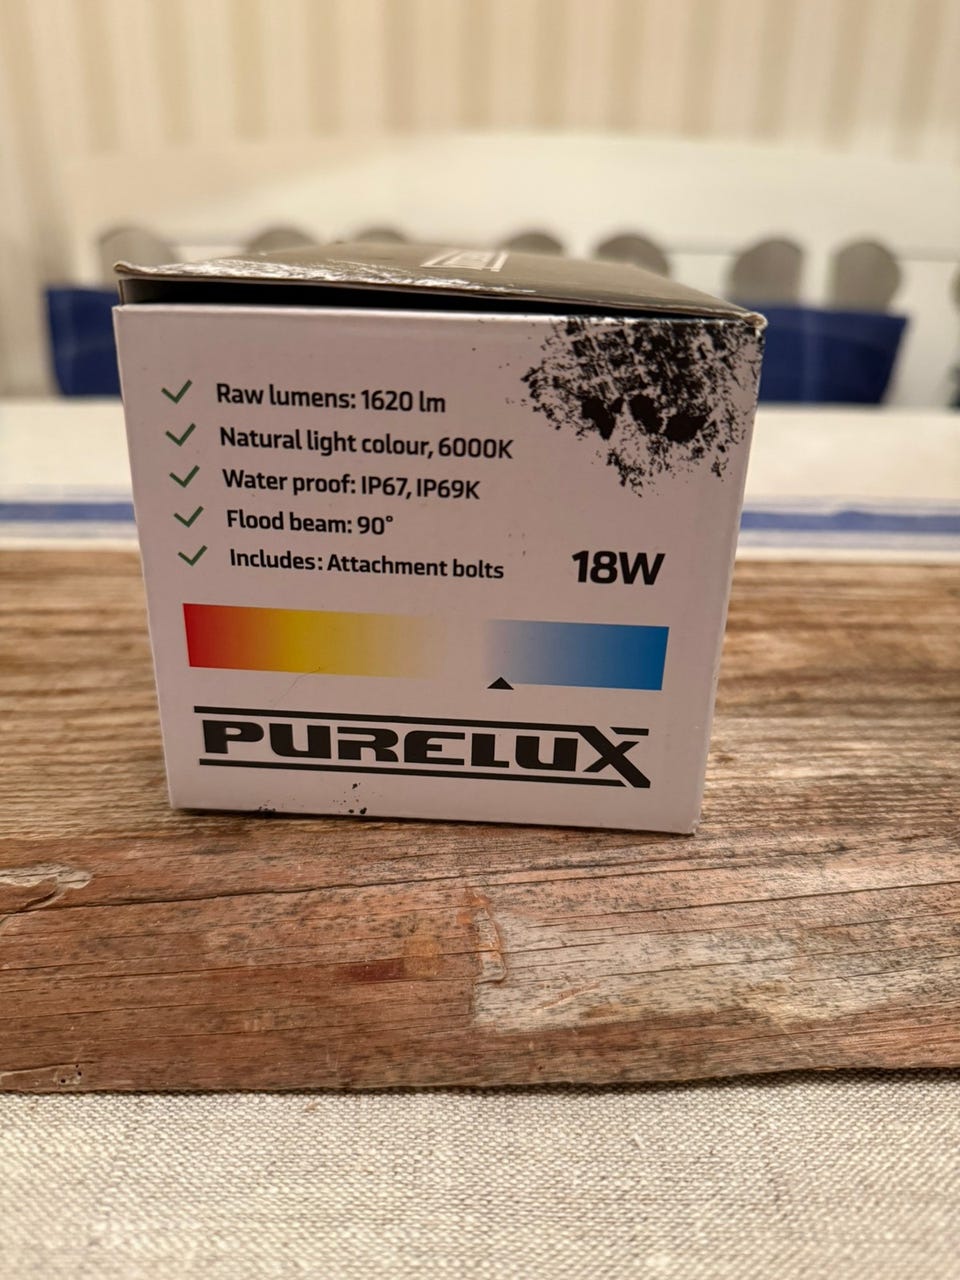 Raw lumens: 1620 lm
Natural light colour, 6000K
Water proof: IP67, IP69K
Flood beam: 90°
Includes: Attachment bolts
18W
PURELUX